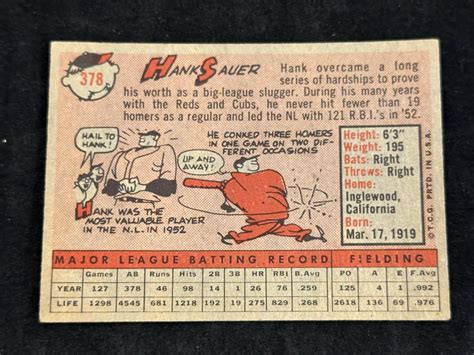 378
HANK SAUER
Hank overcame a long
series of hardships to prove
his worth as a big-league slugger. During his many years
with the Reds and Cubs, he never hit fewer than 19
homers as a regular and led the NL with 121 R.B.I.'s in '52.
HAIL TO
HANK!
HANK WAS THE
MOST VALUABLE PLAYER
IN THE N.L. IN 1952
HE CONKED THREE HOMERS
IN ONE GAME ON TWO DIF-
FERENT OCCASIONS
UP AND
AWAY!
Height: 6'3"
Weight: 195
Bats: Right
Throws: Right
Home:
Inglewood,
California
Born:
Mar. 17, 1919
© T.C.G. PRTD. IN U.S.A.
MAJOR LEAGUE BATTING RECORD FIELDING
Games AB Runs Hits 2B 3B HR RBI B.Avg PO A E F.Avg
YEAR 127 378 46 98 14 1 26 76 .259 125 4 1 .992
LIFE 1298 4545 681 1218 195 19 280 851 .268 2618 136 69 .976